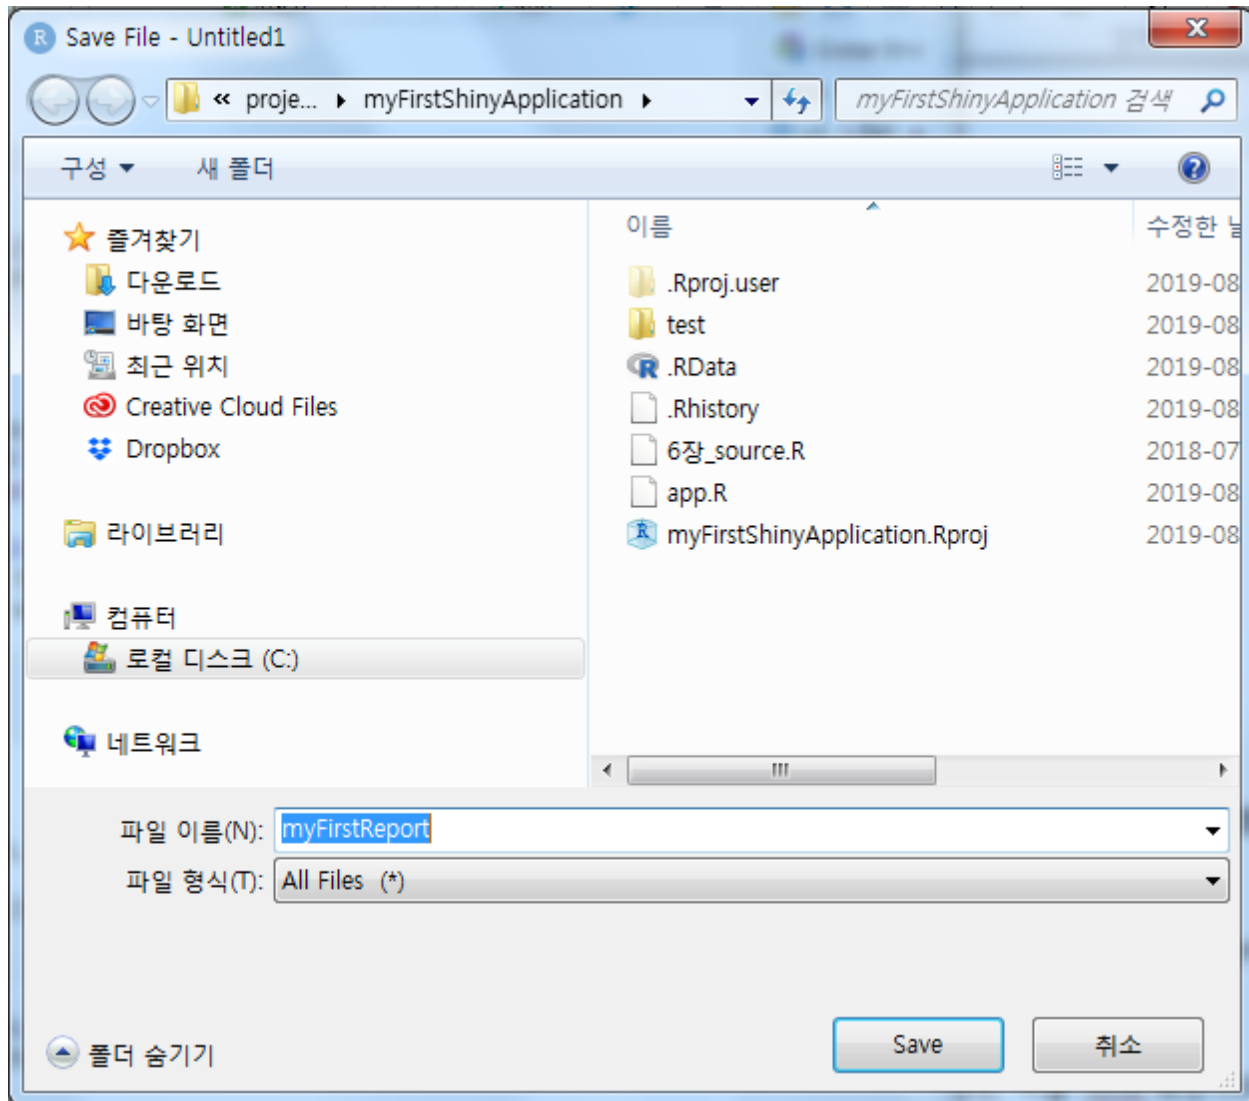 Save File - Untitled1
« proje... myFirstShinyApplication
myFirstShinyApplication 검색
구성 새 폴더
즐겨찾기
다운로드
바탕 화면
최근 위치
Creative Cloud Files
Dropbox
라이브러리
컴퓨터
로컬 디스크 (C:)
네트워크
이름 수정한 날
.Rproj.user 2019-08
test 2019-08
.RData 2019-08
.Rhistory 2019-08
6장_source.R 2018-07
app.R 2019-08
myFirstShinyApplication.Rproj 2019-08
파일 이름(N): myFirstReport
파일 형식(T): All Files (*)
폴더 숨기기
Save 취소